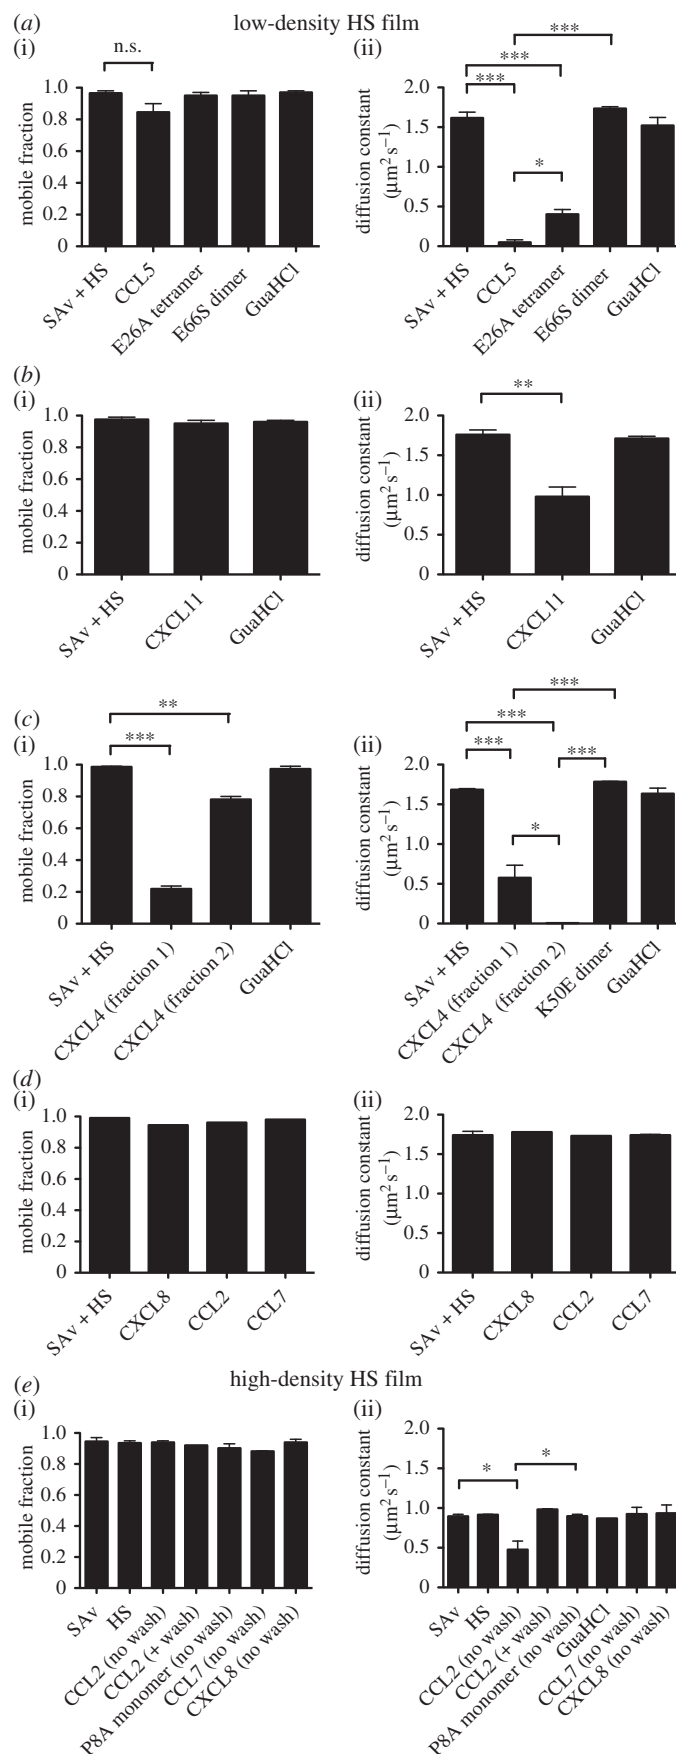 (a) low-density HS film
(i)
n.s.
mobile fraction
1.0
0.8
0.6
0.4
0.2
0
SAv + HS
CCL5
E26A tetramer
E66S dimer
GuaHCl
(ii)
***
***
***
*
diffusion constant
(µm² s⁻¹)
2.0
1.5
1.0
0.5
0
SAv + HS
CCL5
E26A tetramer
E66S dimer
GuaHCl
(b)
(i)
mobile fraction
1.0
0.8
0.6
0.4
0.2
0
SAv + HS
CXCL11
GuaHCl
(ii)
**
diffusion constant
(µm² s⁻¹)
2.0
1.5
1.0
0.5
0
SAv + HS
CXCL11
GuaHCl
(c)
(i)
**
***
mobile fraction
1.0
0.8
0.6
0.4
0.2
0
SAv + HS
CXCL4 (fraction 1)
CXCL4 (fraction 2)
GuaHCl
(ii)
***
***
***
***
*
diffusion constant
(µm² s⁻¹)
2.0
1.5
1.0
0.5
0
SAv + HS
CXCL4 (fraction 1)
CXCL4 (fraction 2)
K50E dimer
GuaHCl
(d)
(i)
mobile fraction
1.0
0.8
0.6
0.4
0.2
0
SAv + HS
CXCL8
CCL2
CCL7
(ii)
diffusion constant
(µm² s⁻¹)
2.0
1.5
1.0
0.5
0
SAv + HS
CXCL8
CCL2
CCL7
(e) high-density HS film
(i)
mobile fraction
1.0
0.8
0.6
0.4
0.2
0
SAv
HS
CCL2 (no wash)
CCL2 (+ wash)
P8A monomer (no wash)
CCL7 (no wash)
CXCL8 (no wash)
(ii)
*
*
diffusion constant
(µm² s⁻¹)
2.0
1.5
1.0
0.5
0
SAv
HS
CCL2 (no wash)
CCL2 (+ wash)
P8A monomer (no wash)
GuaHCl
CCL7 (no wash)
CXCL8 (no wash)